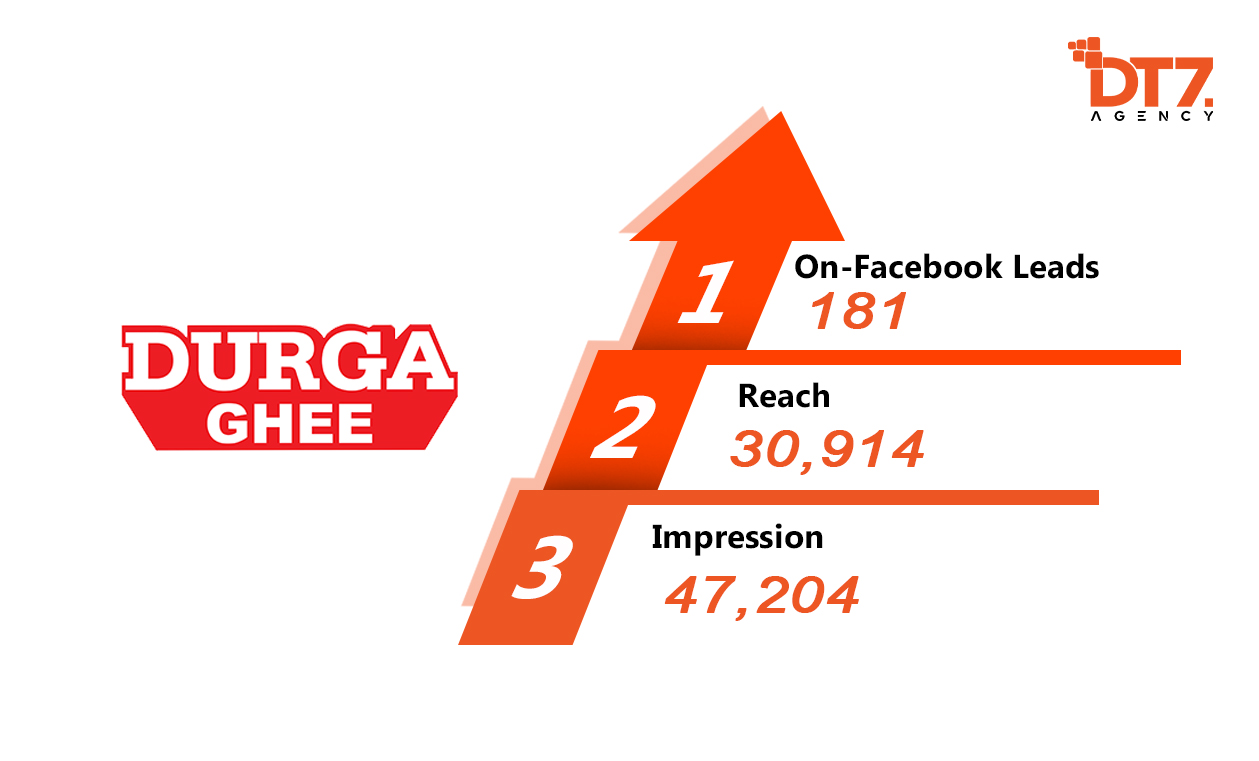 DT7.
AGENCY
DURGA
GHEE
1
On-Facebook Leads
181
2
Reach
30,914
3
Impression
47,204